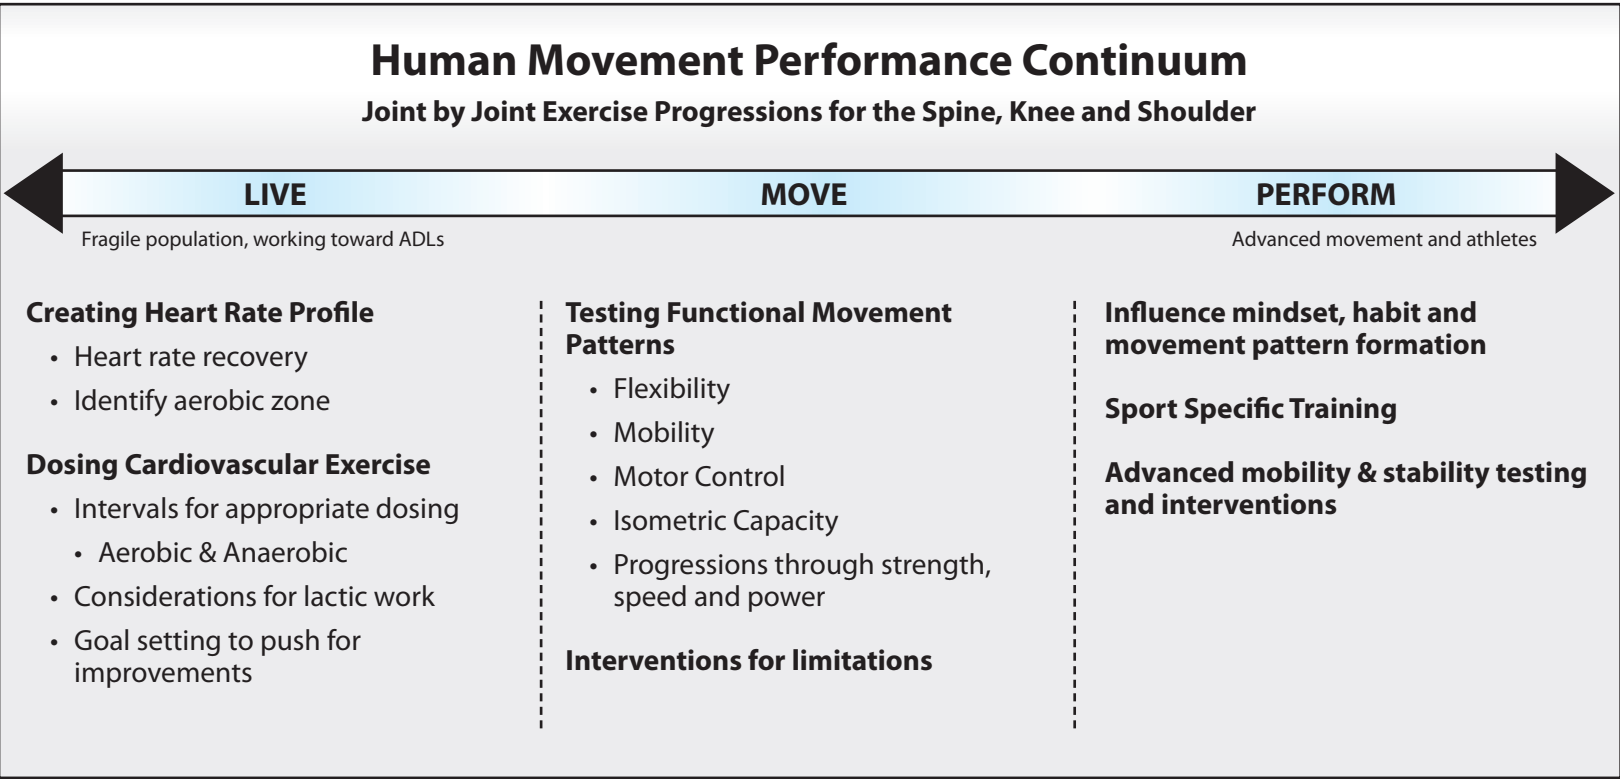 Human Movement Performance Continuum
Joint by Joint Exercise Progressions for the Spine, Knee and Shoulder
LIVE
MOVE
PERFORM
Fragile population, working toward ADLs
Advanced movement and athletes
Creating Heart Rate Profile
• Heart rate recovery
• Identify aerobic zone
Dosing Cardiovascular Exercise
• Intervals for appropriate dosing
• Aerobic & Anaerobic
• Considerations for lactic work
• Goal setting to push for
improvements
Testing Functional Movement
Patterns
• Flexibility
• Mobility
• Motor Control
• Isometric Capacity
• Progressions through strength,
speed and power
Interventions for limitations
Influence mindset, habit and
movement pattern formation
Sport Specific Training
Advanced mobility & stability testing
and interventions